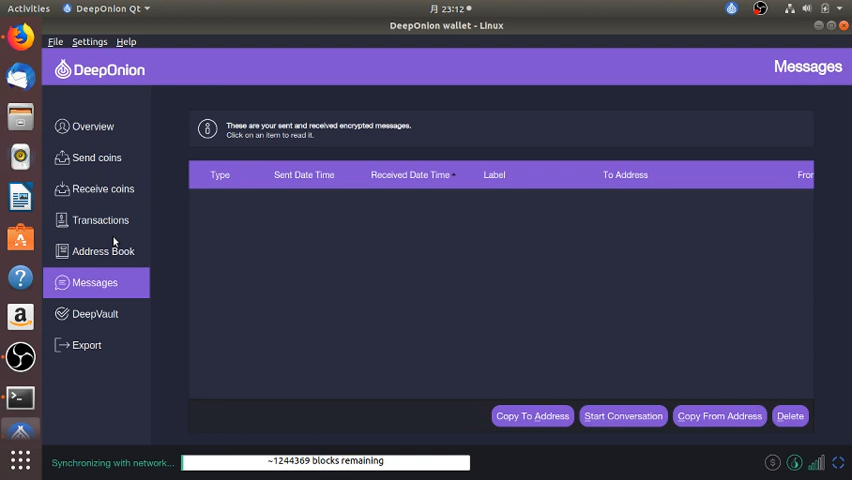 Activities DeepOnion Qt 月 23:12
DeepOnion wallet - Linux
File Settings Help
DeepOnion Messages
Overview
Send coins
Receive coins
Transactions
Address Book
Messages
DeepVault
Export
These are your sent and received encrypted messages.
Click on an item to read it.
Type Sent Date Time Received Date Time Label To Address From
Copy To Address Start Conversation Copy From Address Delete
Synchronizing with network... ~1244369 blocks remaining